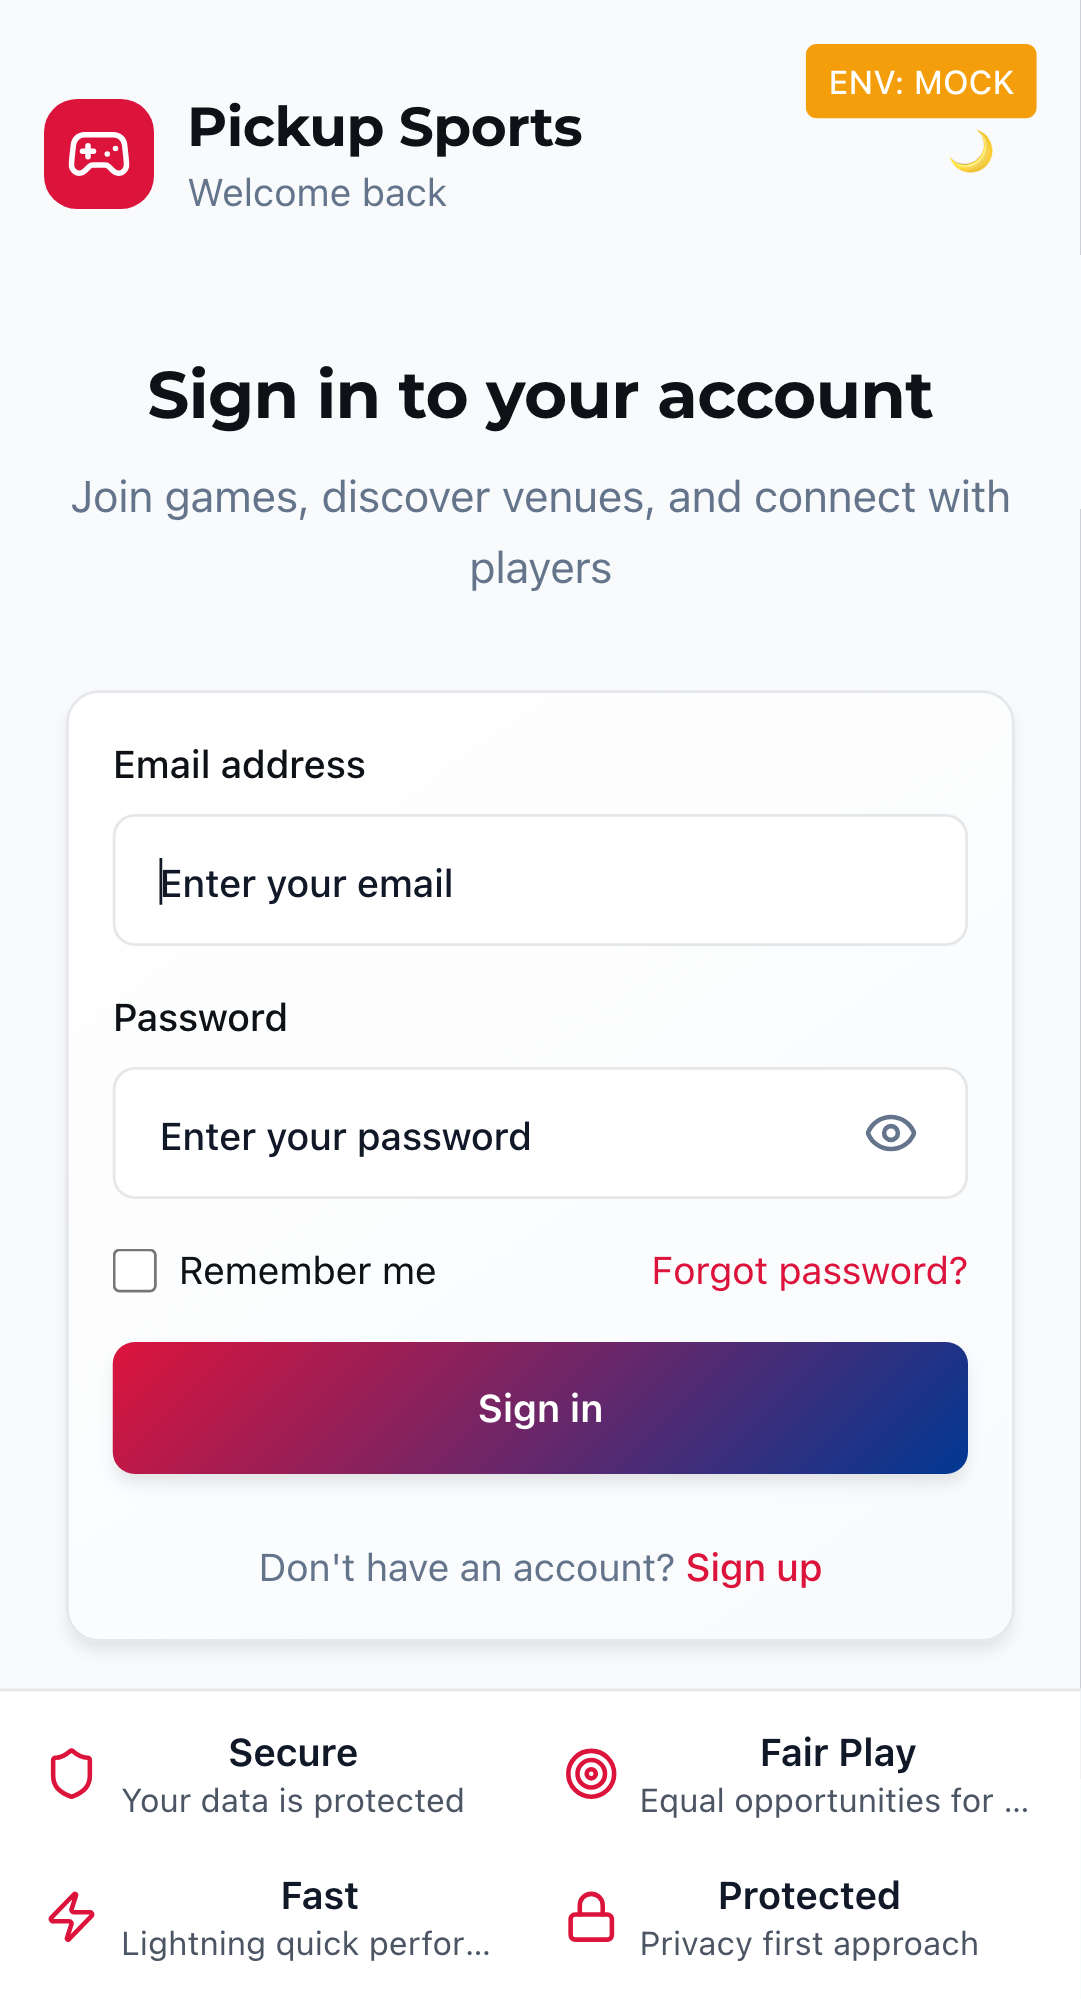 ENV: MOCK
Pickup Sports
Welcome back
Sign in to your account
Join games, discover venues, and connect with
players
Email address
Enter your email
Password
Enter your password
Remember me
Forgot password?
Sign in
Don't have an account? Sign up
Secure
Your data is protected
Fair Play
Equal opportunities for ...
Fast
Lightning quick perfor...
Protected
Privacy first approach